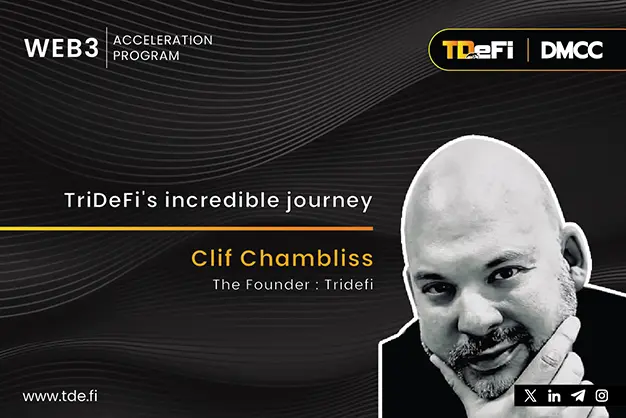 WEB3
ACCELERATION
PROGRAM
TDeFi
DMCC
TriDeFi's incredible journey
Clif Chambliss
The Founder : Tridefi
www.tde.fi